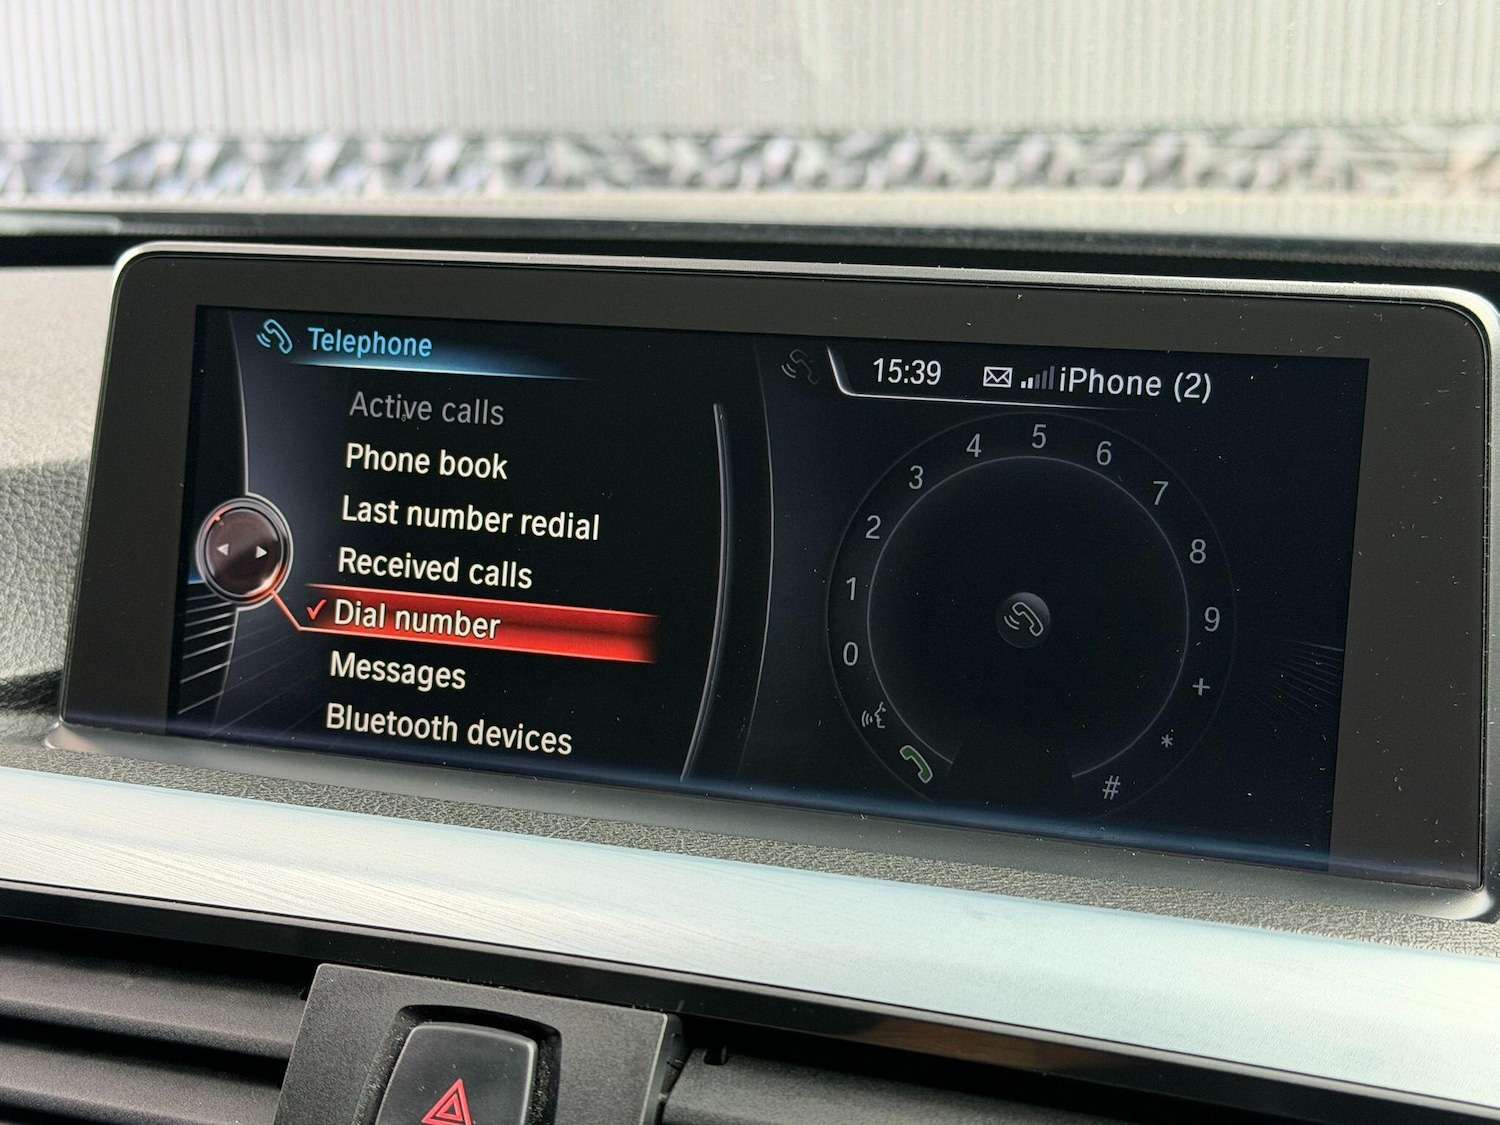 Telephone
Active calls
Phone book
Last number redial
Received calls
Dial number
Messages
Bluetooth devices
15:39 iPhone (2)
0 1 2 3 4 5 6 7 8 9 + * #